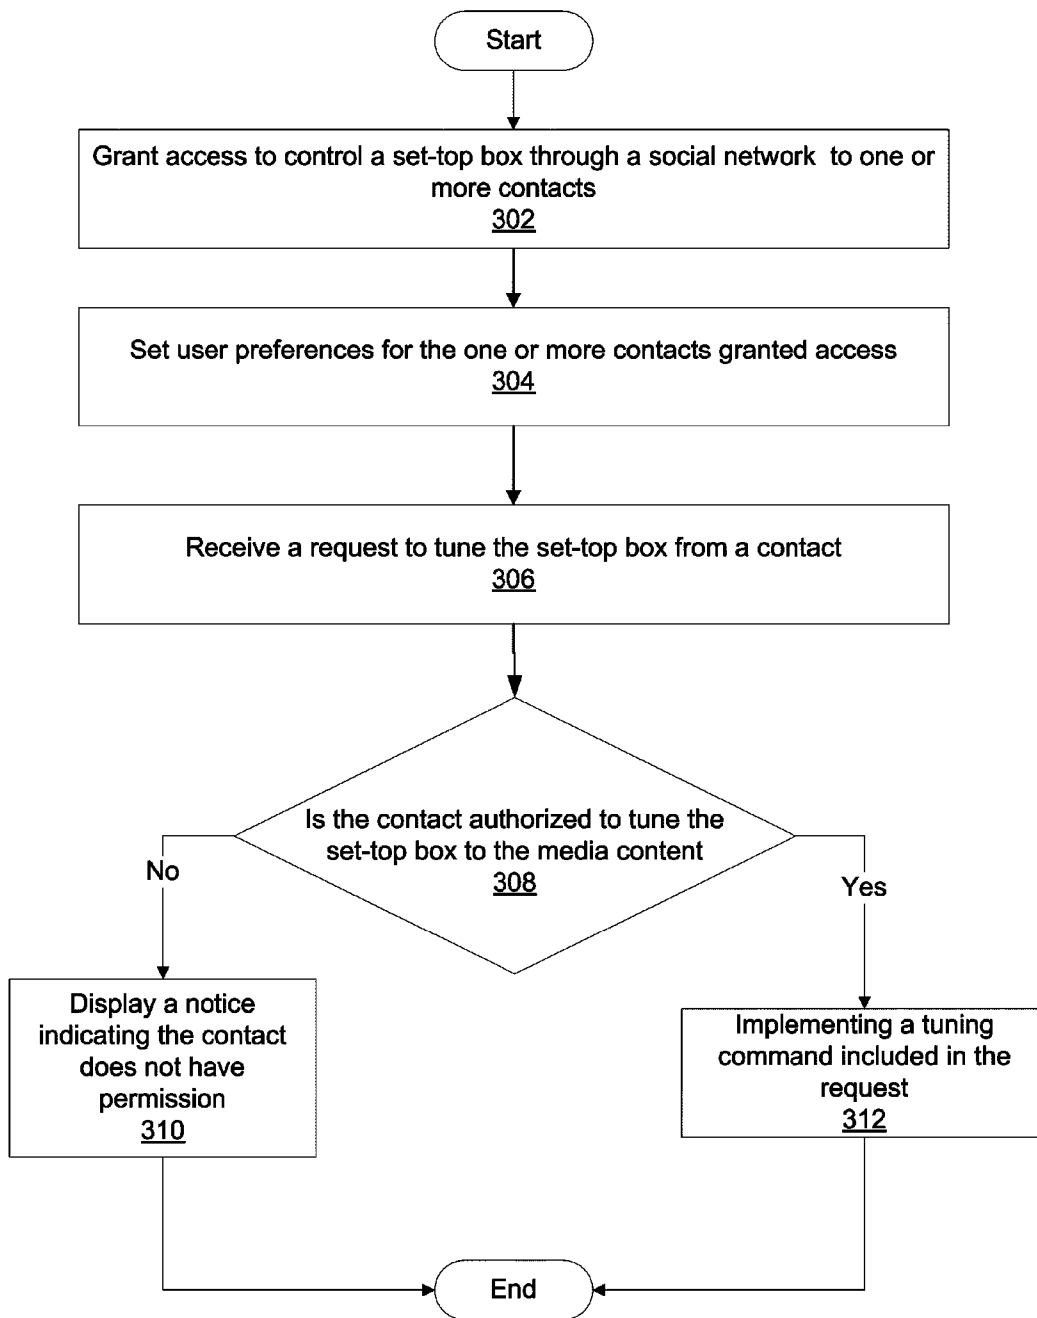 Start
Grant access to control a set-top box through a social network to one or
more contacts
302
Set user preferences for the one or more contacts granted access
304
Receive a request to tune the set-top box from a contact
306
Is the contact authorized to tune the
set-top box to the media content
308
No
Yes
Display a notice
indicating the contact
does not have
permission
310
Implementing a tuning
command included in the
request
312
End